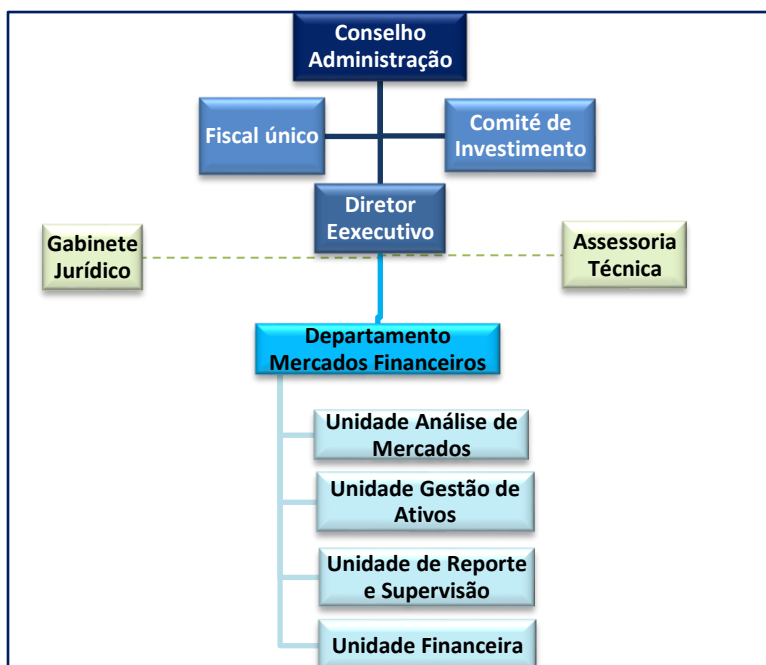 Conselho
Administração
Fiscal único
Comité de
Investimento
Diretor
Eexecutivo
Gabinete
Jurídico
Assessoria
Técnica
Departamento
Mercados Financeiros
Unidade Análise de
Mercados
Unidade Gestão de
Ativos
Unidade de Reporte
e Supervisão
Unidade Financeira